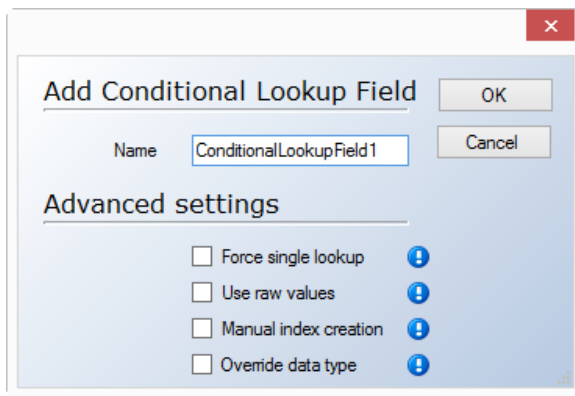 Add Conditional Lookup Field
OK
Name
ConditionalLookupField1
Cancel
Advanced settings
Force single lookup
Use raw values
Manual index creation
Override data type